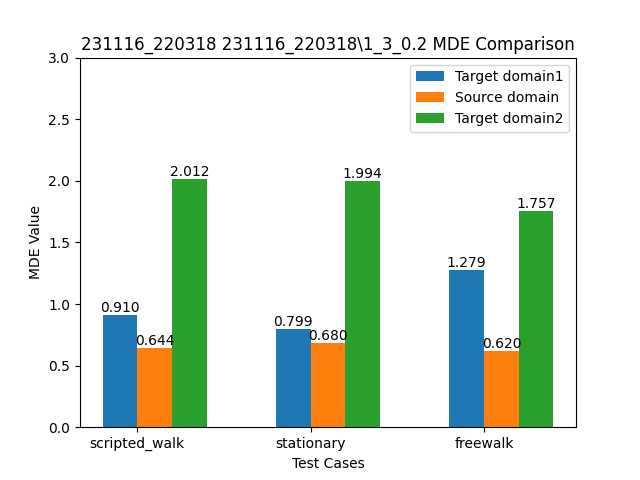 231116_220318 231116_220318\1_3_0.2 MDE Comparison
3.0
2.5
2.0
1.5
1.0
0.5
0.0
MDE Value
Target domain1
Source domain
Target domain2
0.910
0.644
2.012
0.799
0.680
1.994
1.279
0.620
1.757
scripted_walk
stationary
freewalk
Test Cases